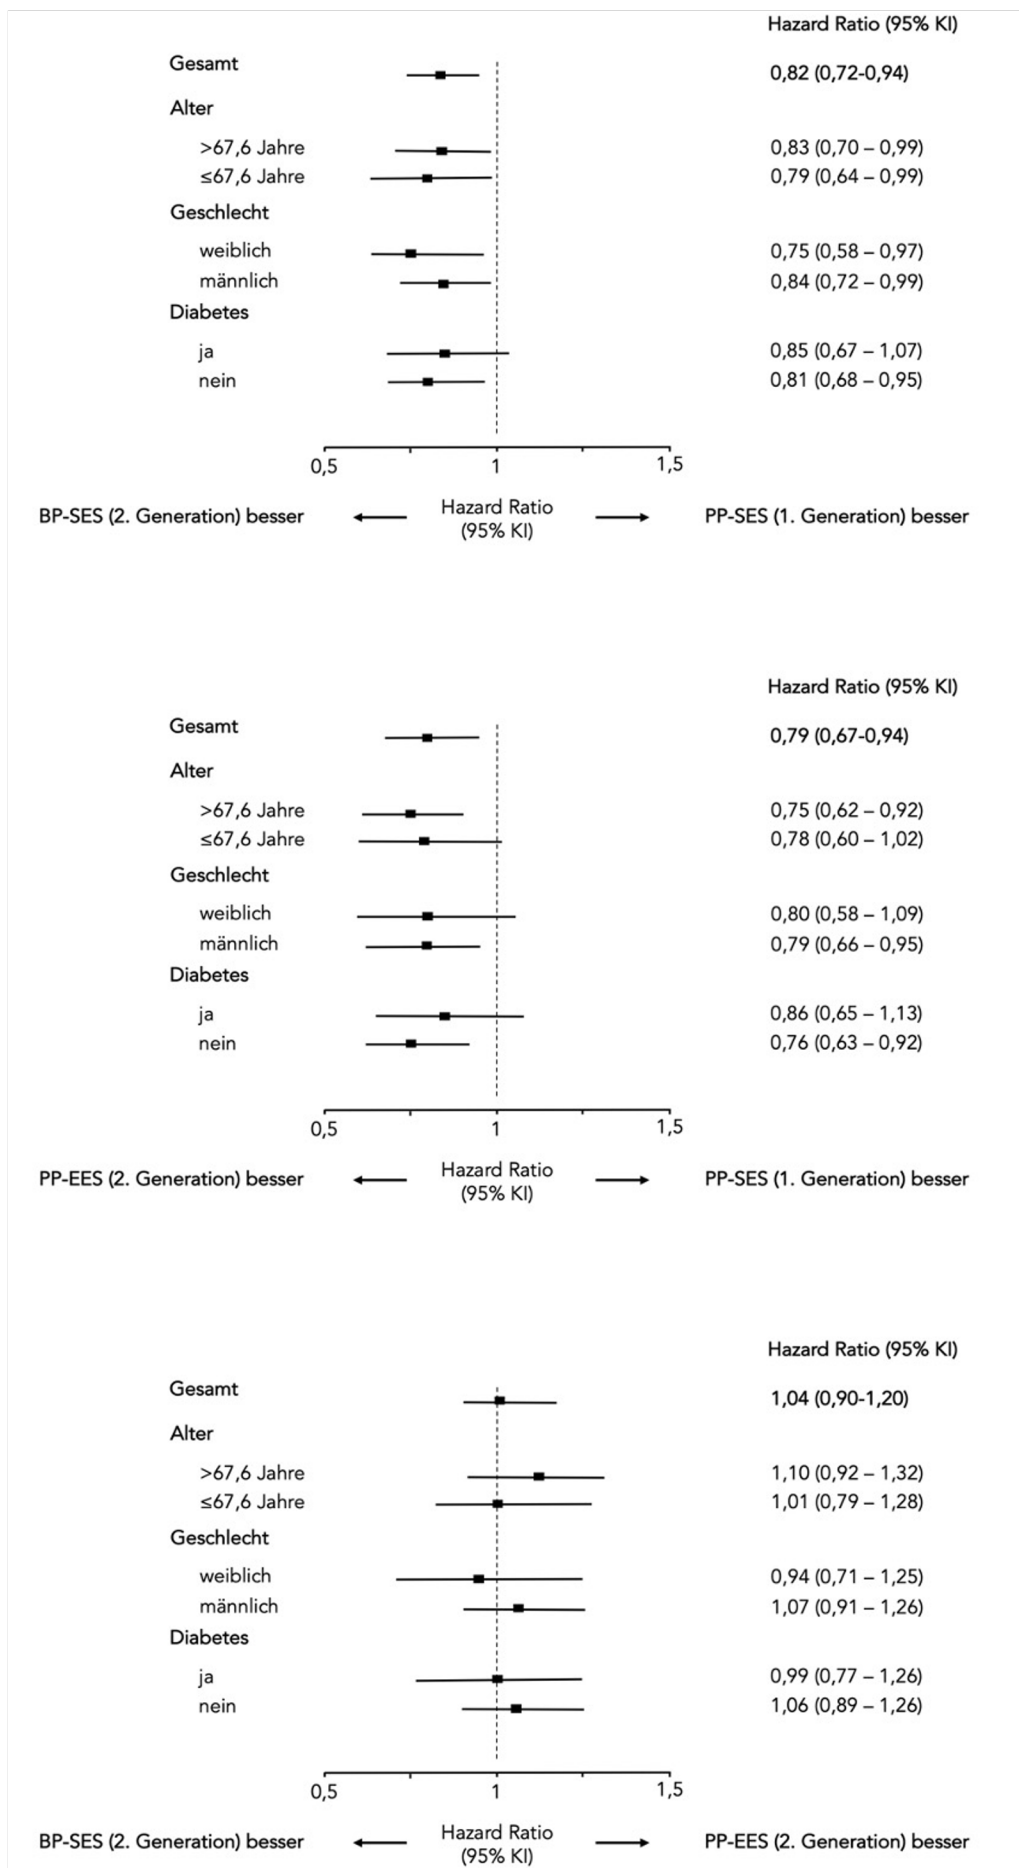 Hazard Ratio (95% KI)
Gesamt 0,82 (0,72-0,94)
Alter
>67,6 Jahre 0,83 (0,70 – 0,99)
≤67,6 Jahre 0,79 (0,64 – 0,99)
Geschlecht
weiblich 0,75 (0,58 – 0,97)
männlich 0,84 (0,72 – 0,99)
Diabetes
ja 0,85 (0,67 – 1,07)
nein 0,81 (0,68 – 0,95)
0,5 1 1,5
BP-SES (2. Generation) besser Hazard Ratio PP-SES (1. Generation) besser
(95% KI)
Hazard Ratio (95% KI)
Gesamt 0,79 (0,67-0,94)
Alter
>67,6 Jahre 0,75 (0,62 – 0,92)
≤67,6 Jahre 0,78 (0,60 – 1,02)
Geschlecht
weiblich 0,80 (0,58 – 1,09)
männlich 0,79 (0,66 – 0,95)
Diabetes
ja 0,86 (0,65 – 1,13)
nein 0,76 (0,63 – 0,92)
0,5 1 1,5
PP-EES (2. Generation) besser Hazard Ratio PP-SES (1. Generation) besser
(95% KI)
Hazard Ratio (95% KI)
Gesamt 1,04 (0,90-1,20)
Alter
>67,6 Jahre 1,10 (0,92 – 1,32)
≤67,6 Jahre 1,01 (0,79 – 1,28)
Geschlecht
weiblich 0,94 (0,71 – 1,25)
männlich 1,07 (0,91 – 1,26)
Diabetes
ja 0,99 (0,77 – 1,26)
nein 1,06 (0,89 – 1,26)
0,5 1 1,5
BP-SES (2. Generation) besser Hazard Ratio PP-EES (2. Generation) besser
(95% KI)